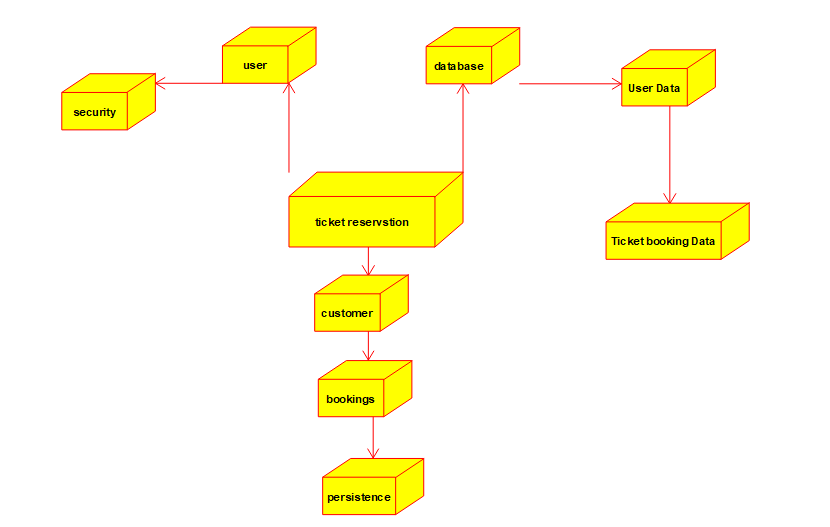 user
database
User Data
security
ticket reservstion
Ticket booking Data
customer
bookings
persistence